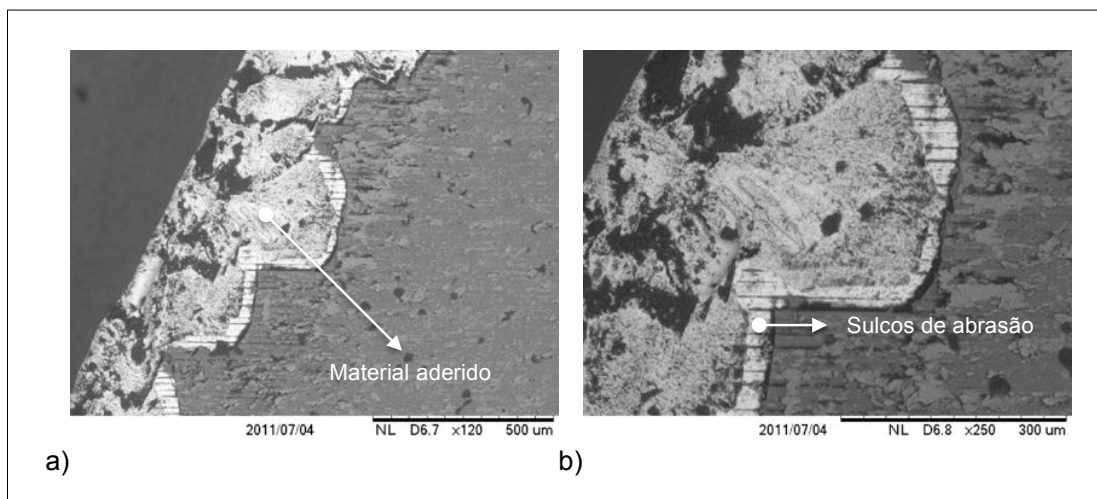 Material aderido
Sulcos de abrasão
2011/07/04 NL D6.7 x120 500 um
2011/07/04 NL D6.8 x250 300 um
a)
b)